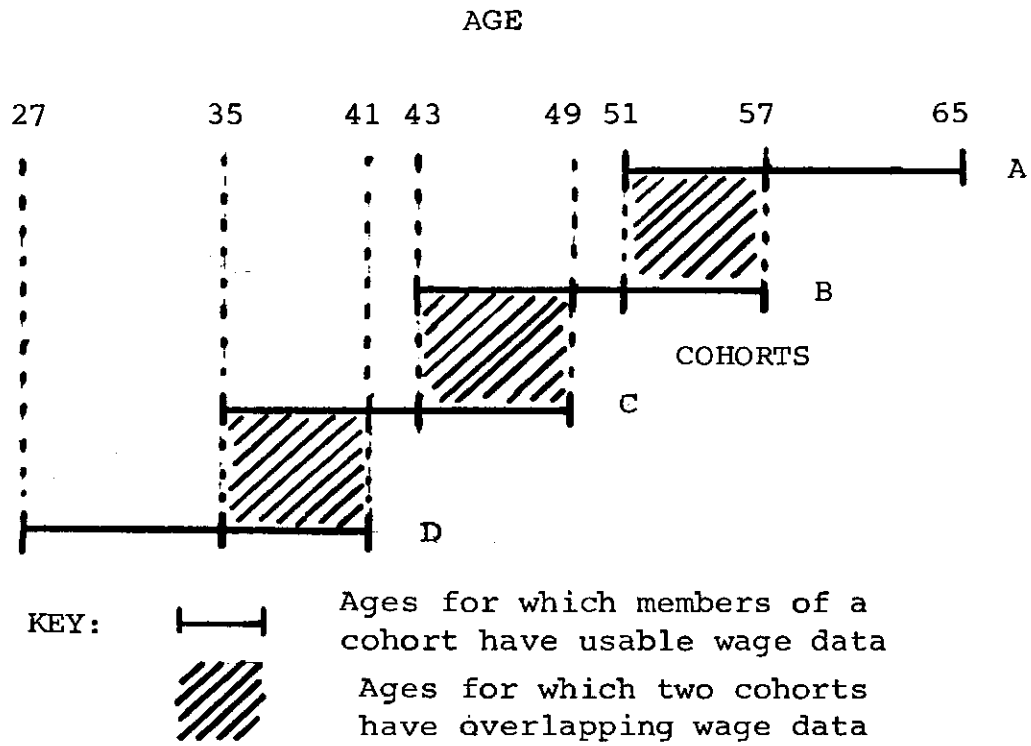 AGE
27 35 41 43 49 51 57 65
A
B
COHORTS
C
D
KEY:
Ages for which members of a
cohort have usable wage data
Ages for which two cohorts
have overlapping wage data